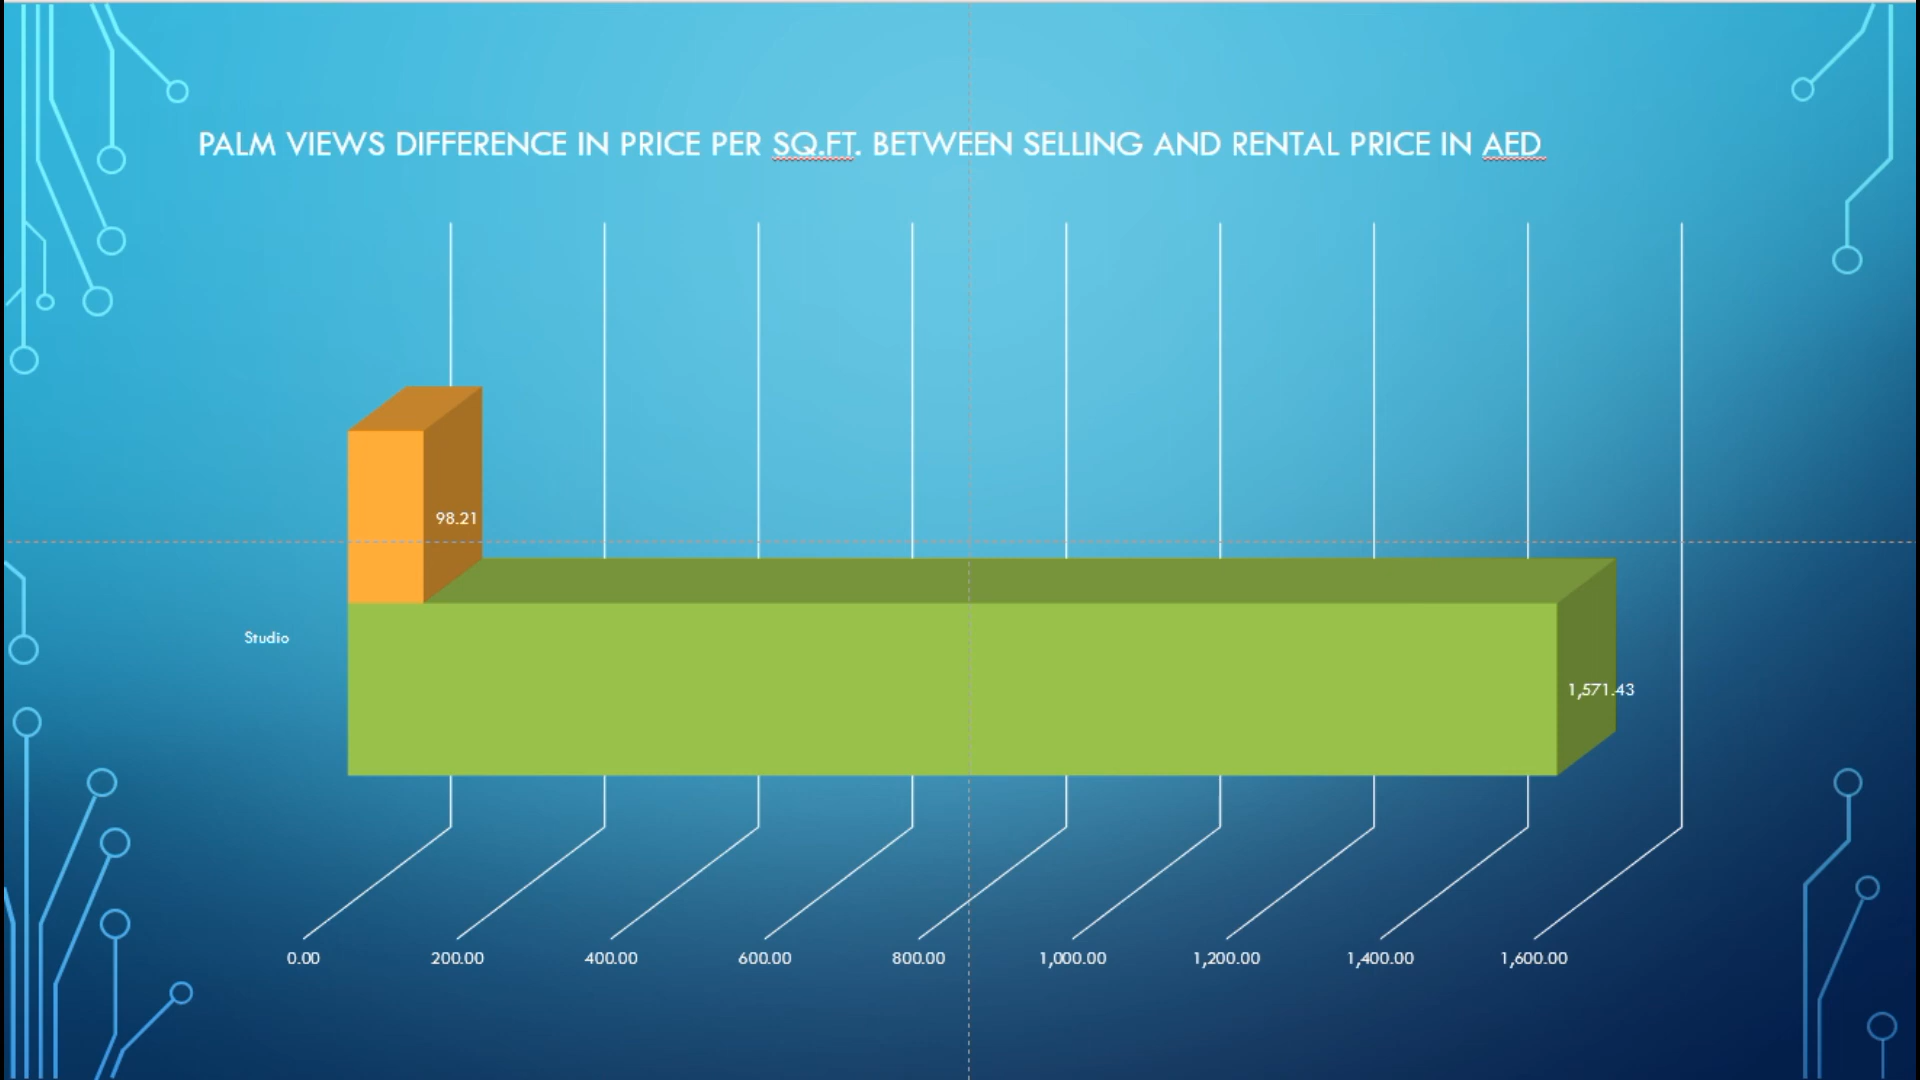 PALM VIEWS DIFFERENCE IN PRICE PER SQ.FT. BETWEEN SELLING AND RENTAL PRICE IN AED
98.21
Studio
1,571.43
0.00 200.00 400.00 600.00 800.00 1,000.00 1,200.00 1,400.00 1,600.00